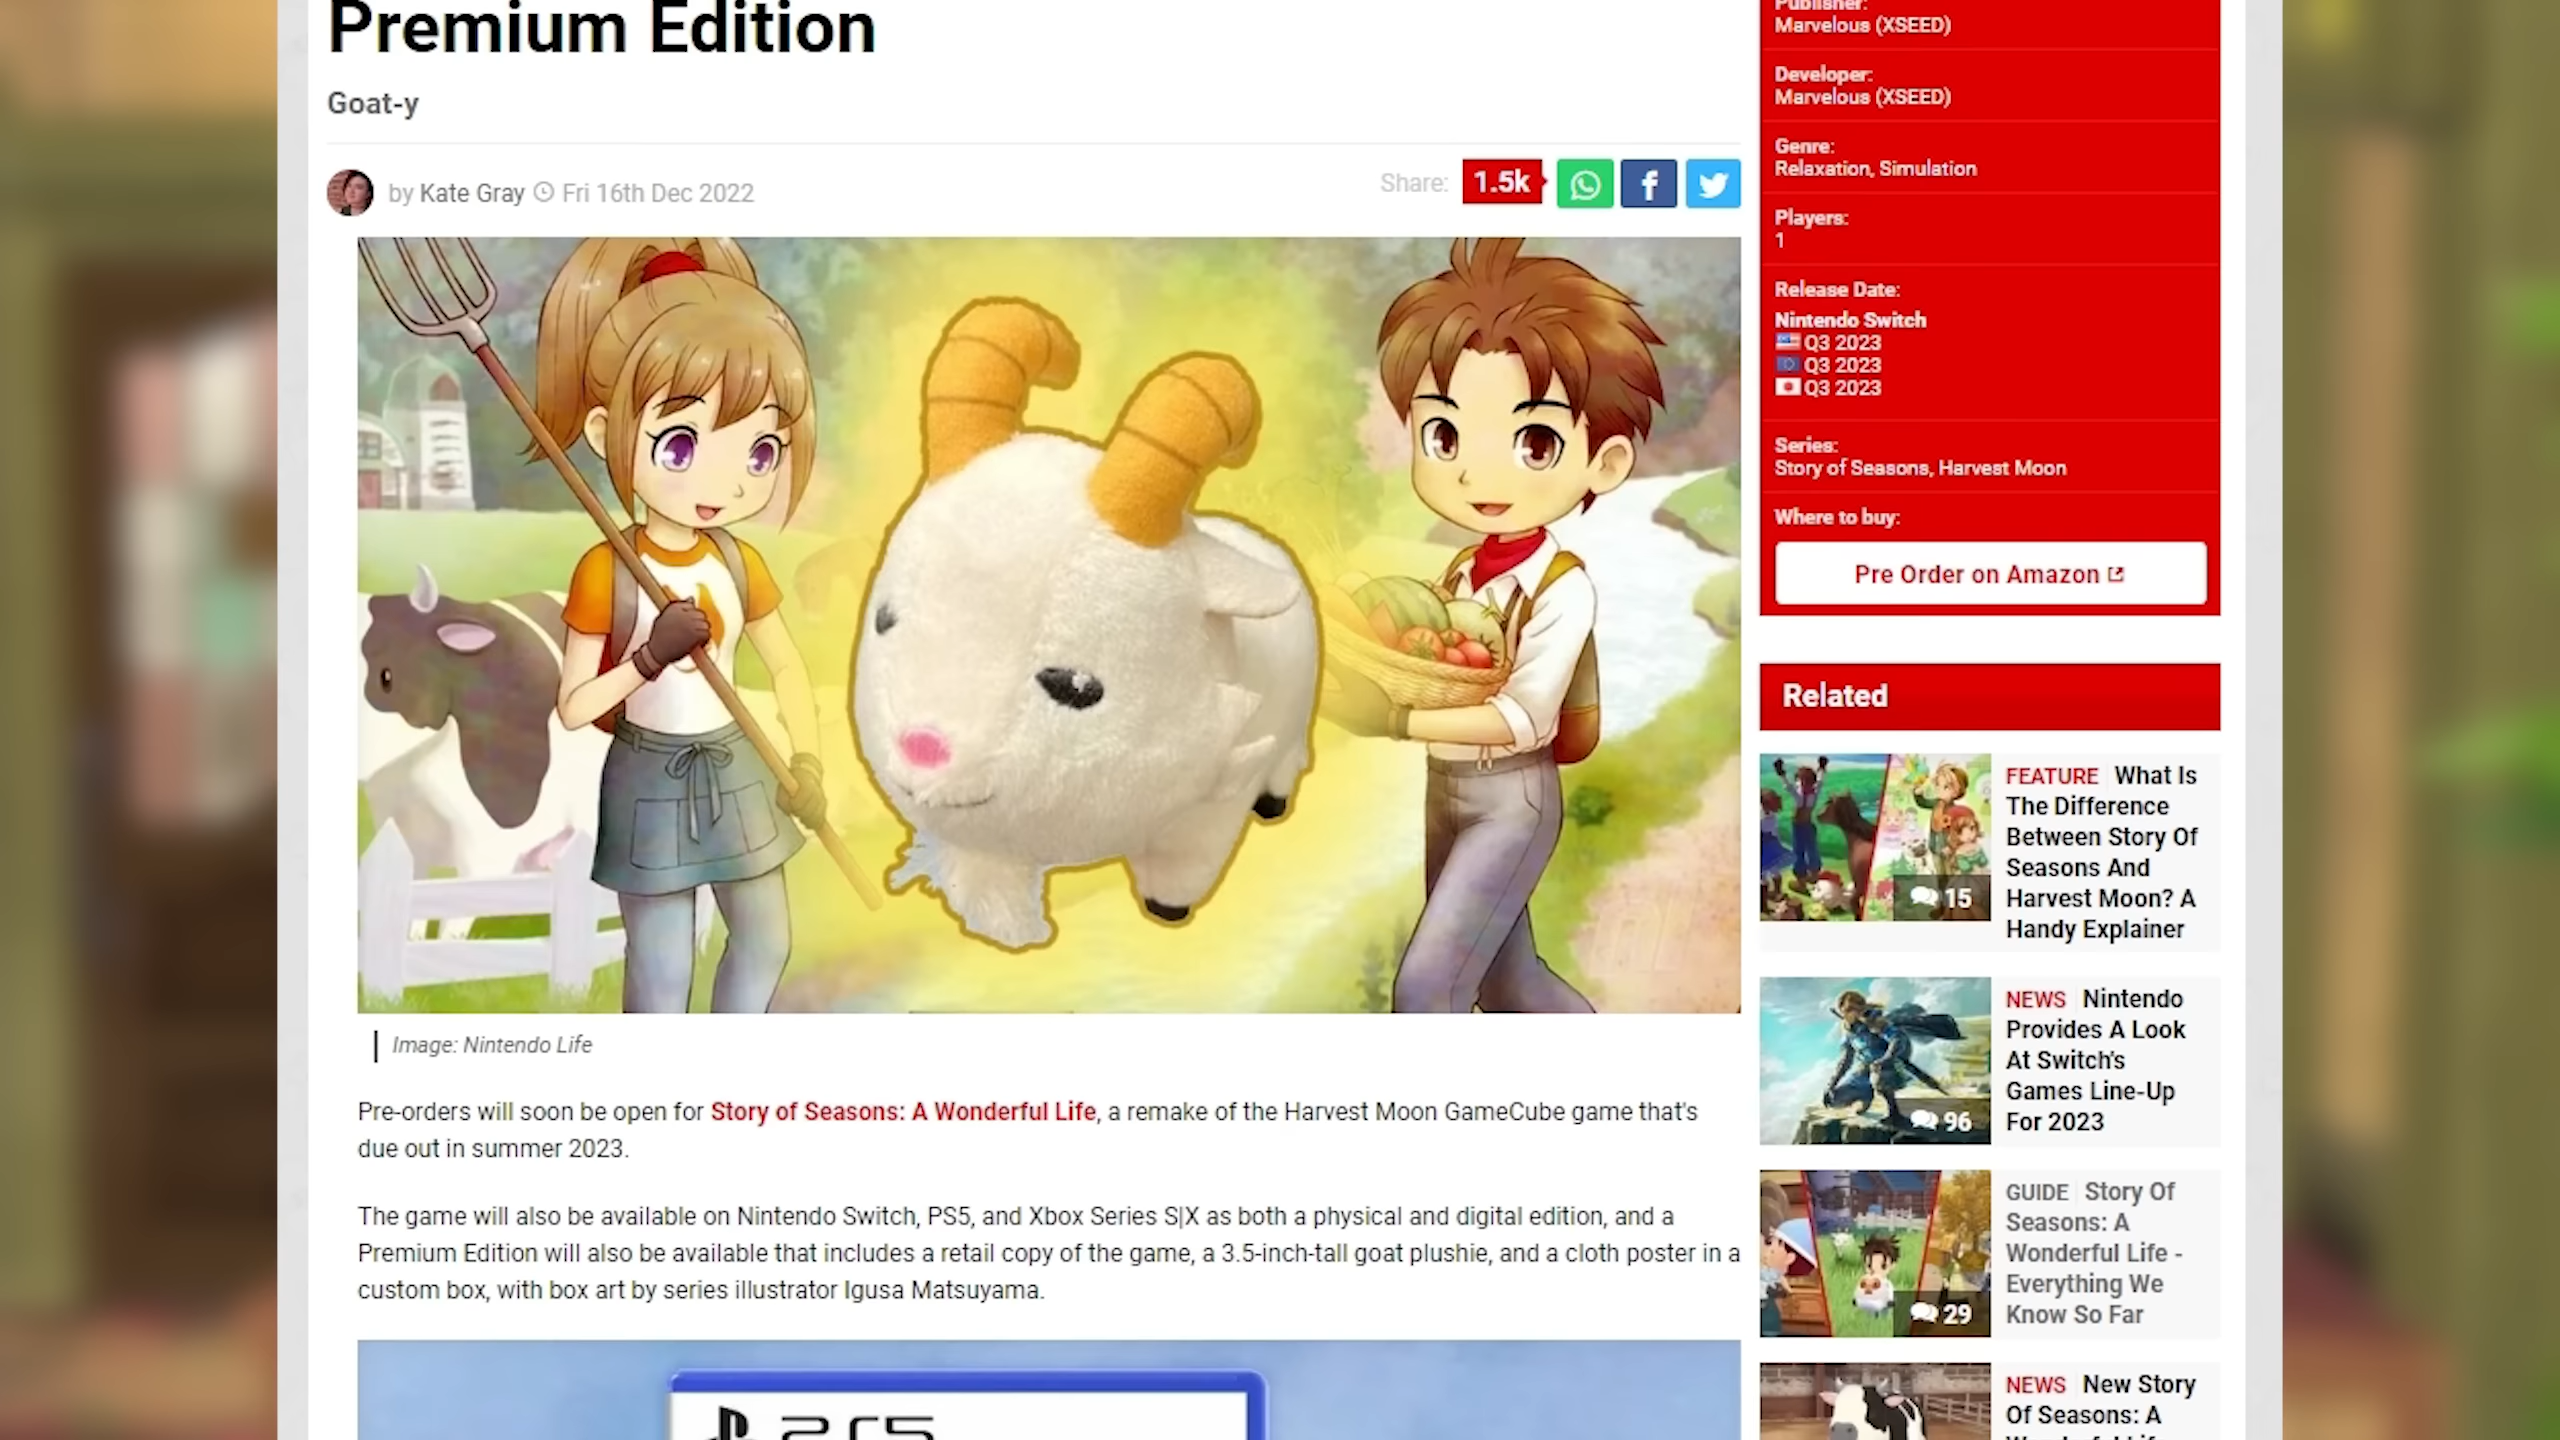 Premium Edition
Goat-y
by Kate Gray Fri 16th Dec 2022
Share: 1.5k
Image: Nintendo Life
Pre-orders will soon be open for Story of Seasons: A Wonderful Life, a remake of the Harvest Moon GameCube game that's
due out in summer 2023.
The game will also be available on Nintendo Switch, PS5, and Xbox Series S|X as both a physical and digital edition, and a
Premium Edition will also be available that includes a retail copy of the game, a 3.5-inch-tall goat plushie, and a cloth poster in a
custom box, with box art by series illustrator Igusa Matsuyama.
PS5
Publisher:
Marvelous (XSEED)
Developer:
Marvelous (XSEED)
Genre:
Relaxation, Simulation
Players:
1
Release Date:
Nintendo Switch
Q3 2023
Q3 2023
Q3 2023
Series:
Story of Seasons, Harvest Moon
Where to buy:
Pre Order on Amazon
Related
FEATURE What Is
The Difference
Between Story Of
Seasons And
Harvest Moon? A
Handy Explainer
15
NEWS Nintendo
Provides A Look
At Switch's
Games Line-Up
For 2023
96
GUIDE Story Of
Seasons: A
Wonderful Life -
Everything We
Know So Far
29
NEWS New Story
Of Seasons: A